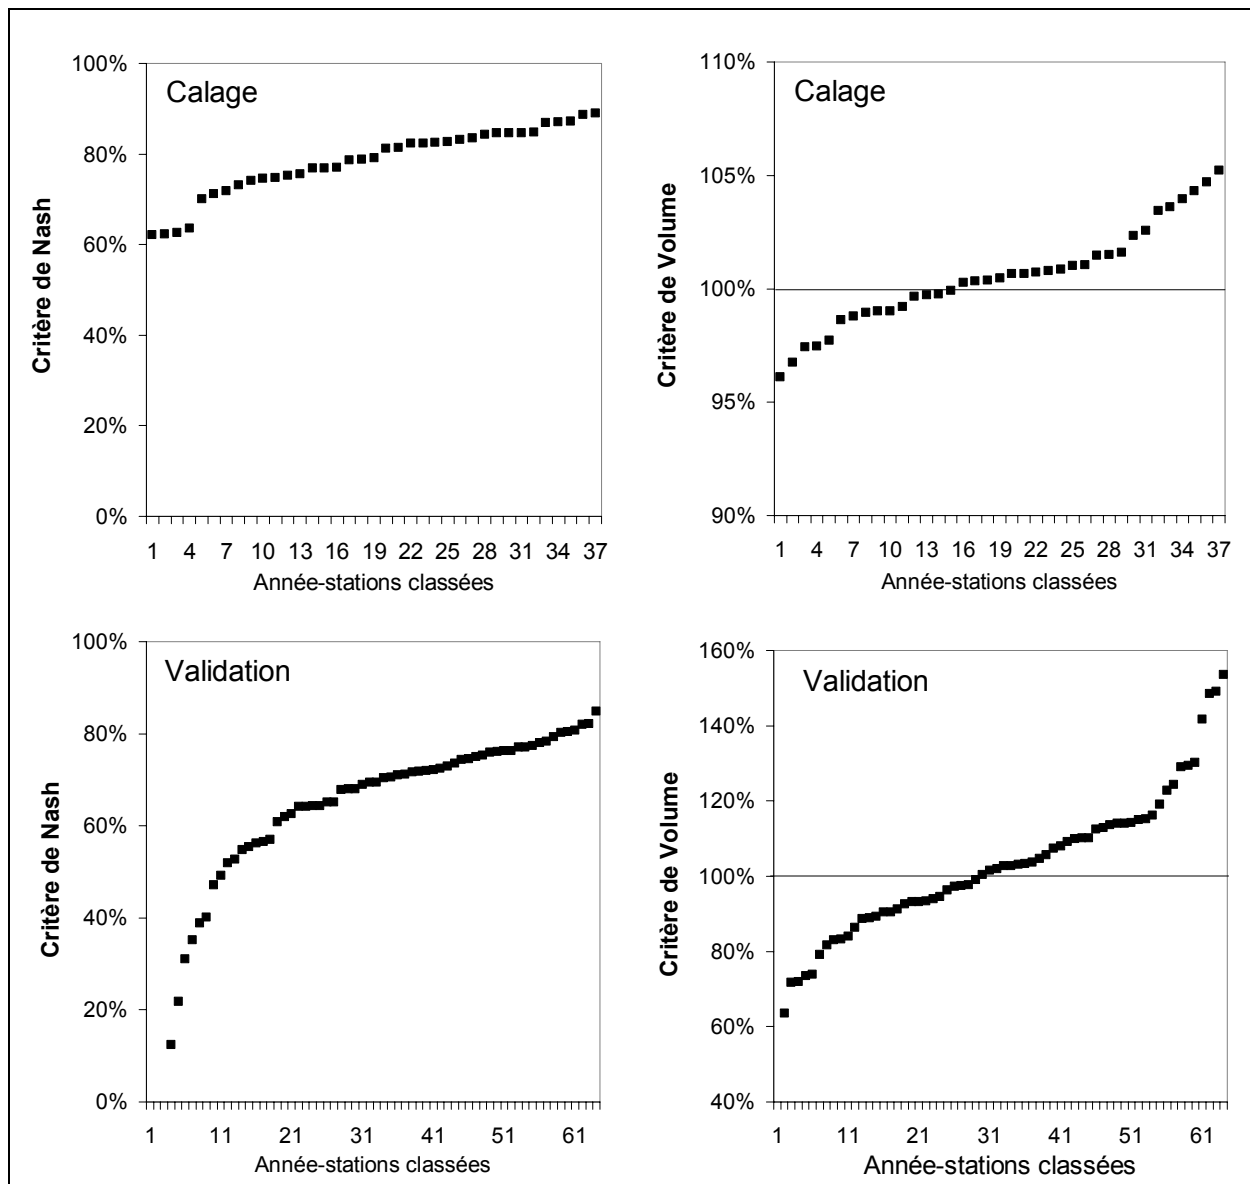 Calage
100%
80%
60%
40%
20%
0%
Critère de Nash
1 4 7 10 13 16 19 22 25 28 31 34 37
Année-stations classées
Calage
110%
105%
100%
95%
90%
Critère de Volume
1 4 7 10 13 16 19 22 25 28 31 34 37
Année-stations classées
Validation
100%
80%
60%
40%
20%
0%
Critère de Nash
1 11 21 31 41 51 61
Année-stations classées
Validation
160%
140%
120%
100%
80%
60%
40%
Critère de Volume
1 11 21 31 41 51 61
Année-stations classées